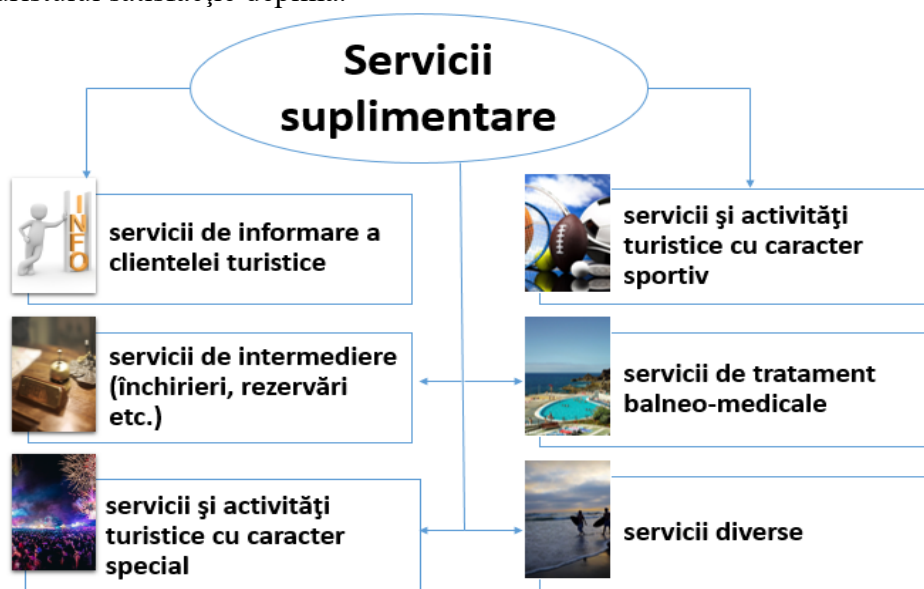 Servicii
suplimentare
INFO
servicii de informare a
clientelei turistice
servicii de intermediere
(închirieri, rezervări
etc.)
servicii şi activităţi
turistice cu caracter
special
servicii şi activităţi
turistice cu caracter
sportiv
servicii de tratament
balneo-medicale
servicii diverse